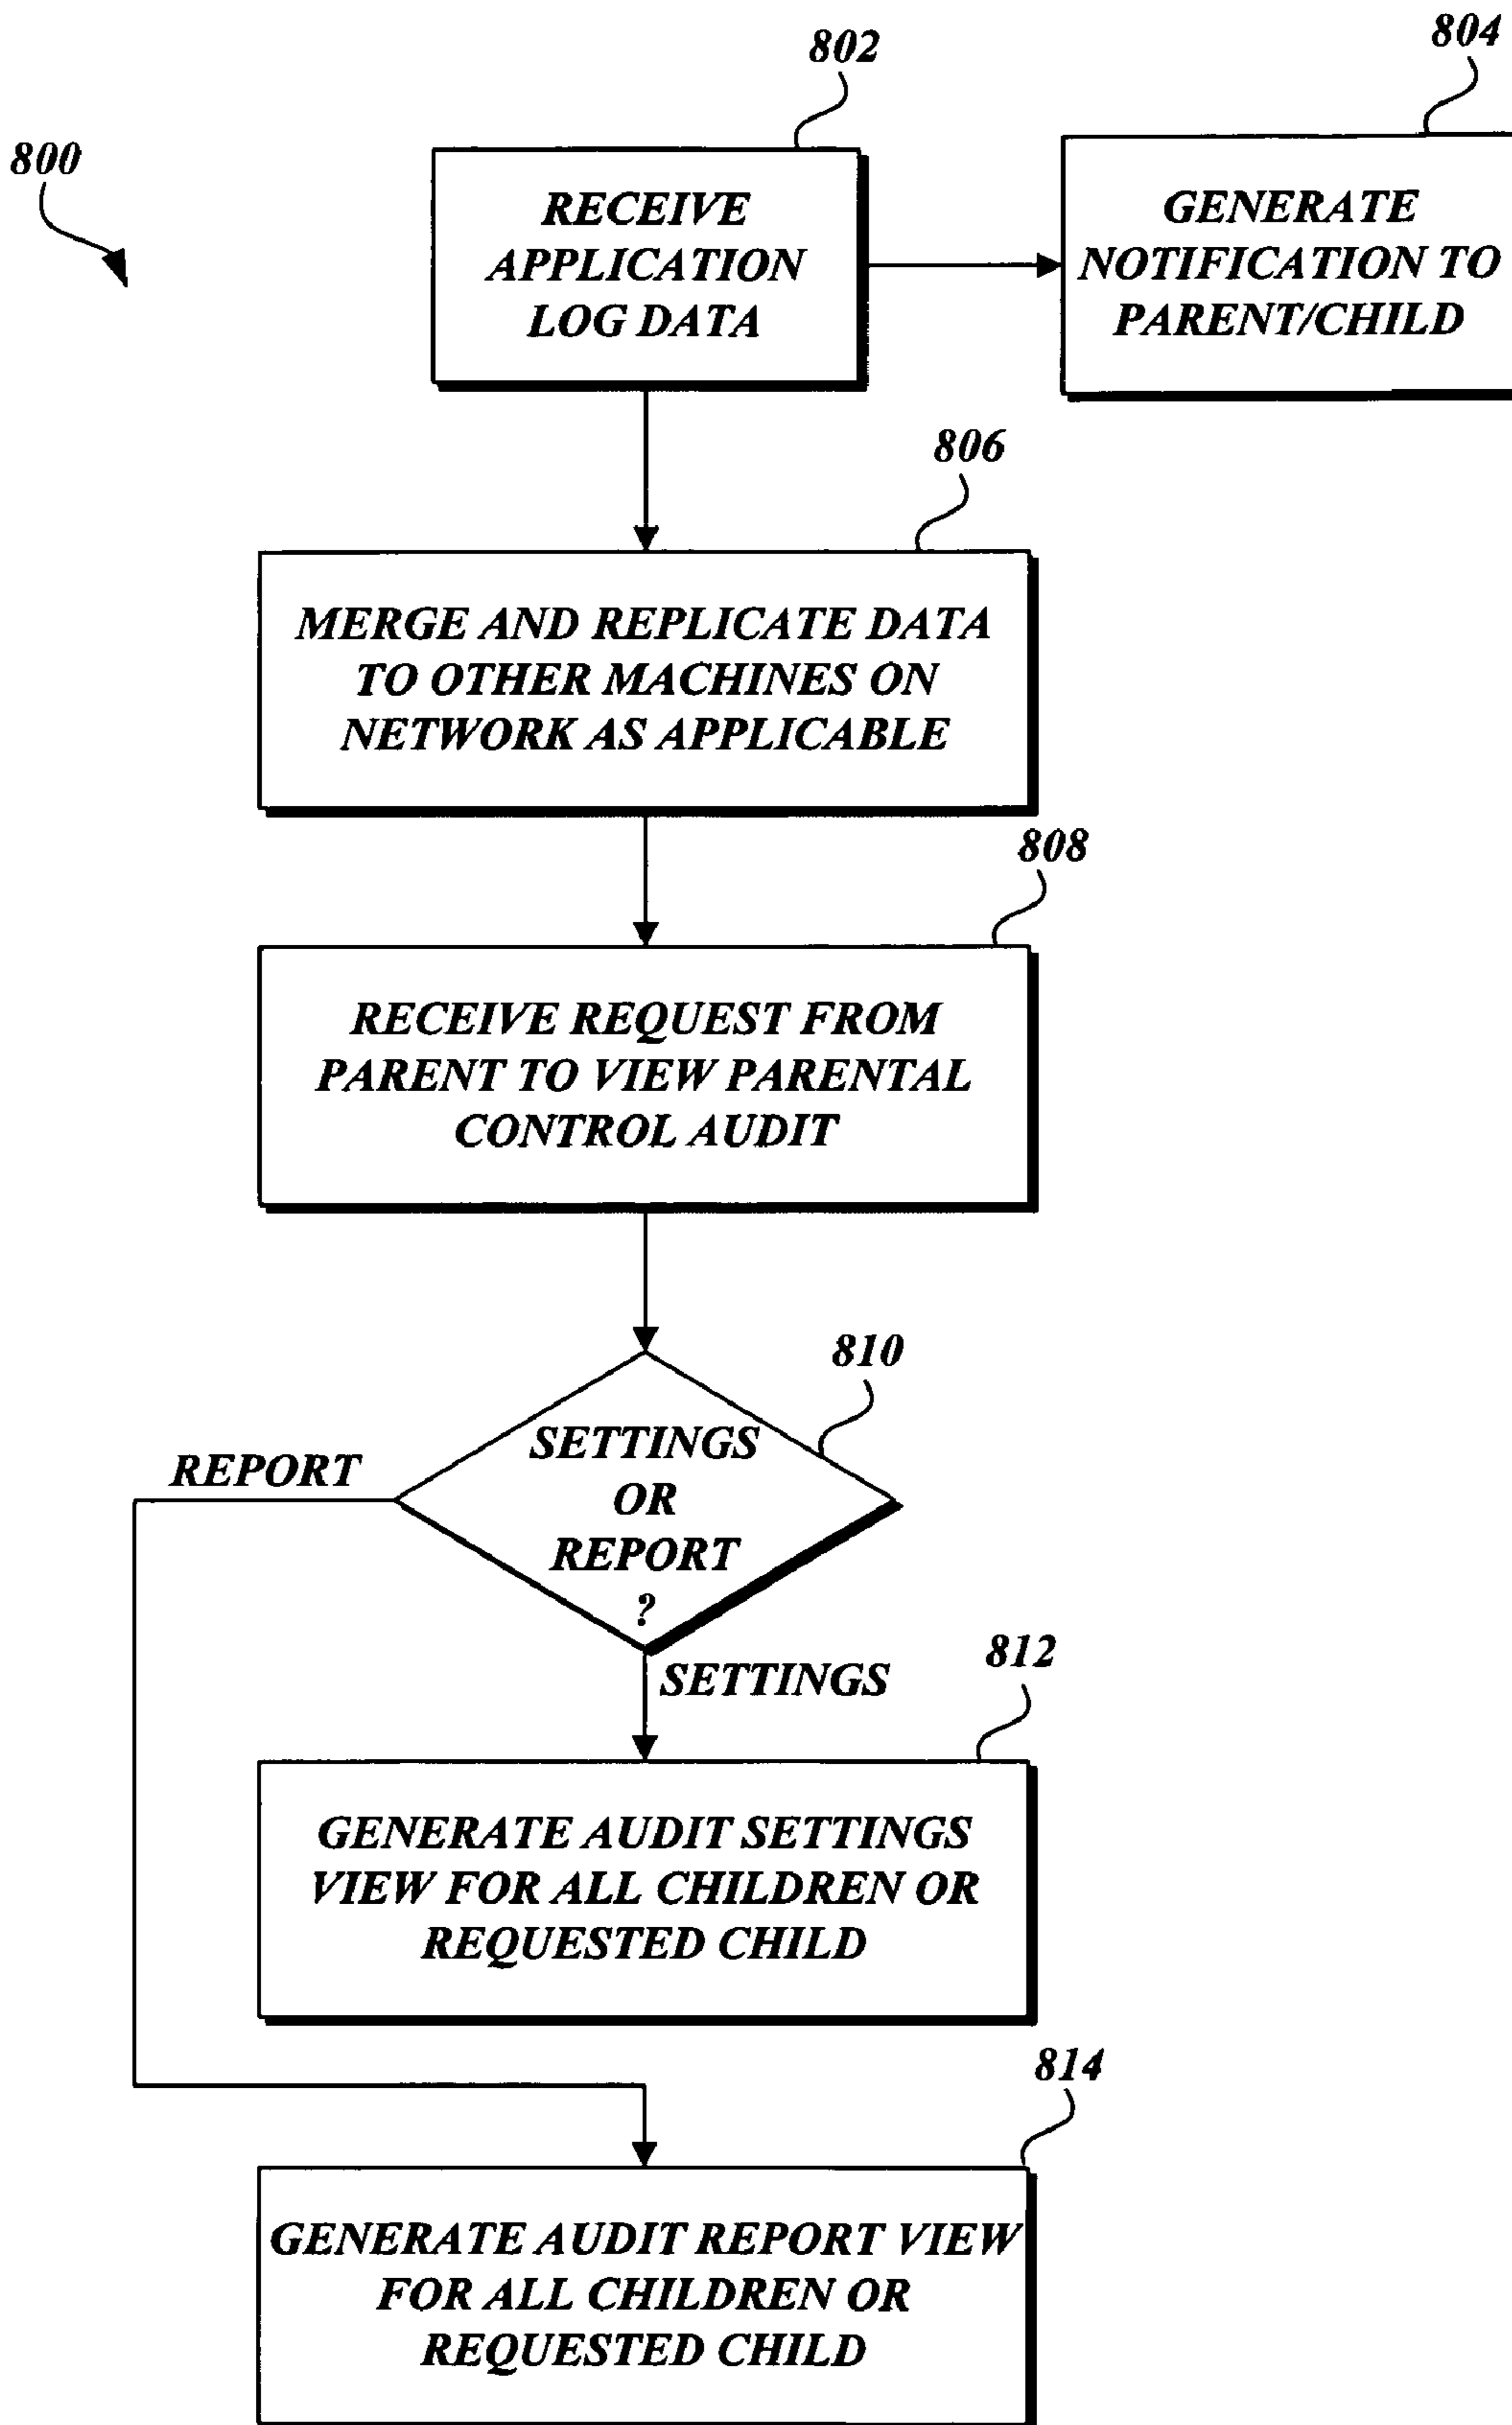 802
804
800
RECEIVE
APPLICATION
LOG DATA
GENERATE
NOTIFICATION TO
PARENT/CHILD
806
MERGE AND REPLICATE DATA
TO OTHER MACHINES ON
NETWORK AS APPLICABLE
808
RECEIVE REQUEST FROM
PARENT TO VIEW PARENTAL
CONTROL AUDIT
810
SETTINGS
OR
REPORT
?
REPORT
SETTINGS
812
GENERATE AUDIT SETTINGS
VIEW FOR ALL CHILDREN OR
REQUESTED CHILD
814
GENERATE AUDIT REPORT VIEW
FOR ALL CHILDREN OR
REQUESTED CHILD